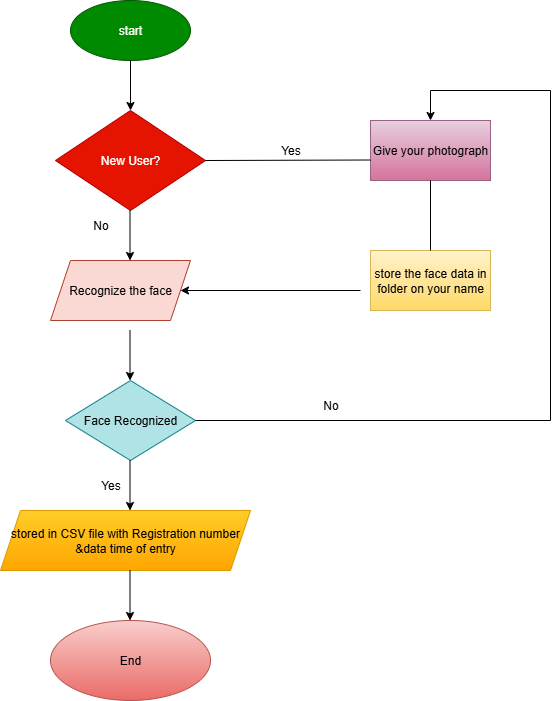 start
New User?
Yes
Give your photograph
No
store the face data in
folder on your name
Recognize the face
No
Face Recognized
Yes
stored in CSV file with Registration number
&data time of entry
End